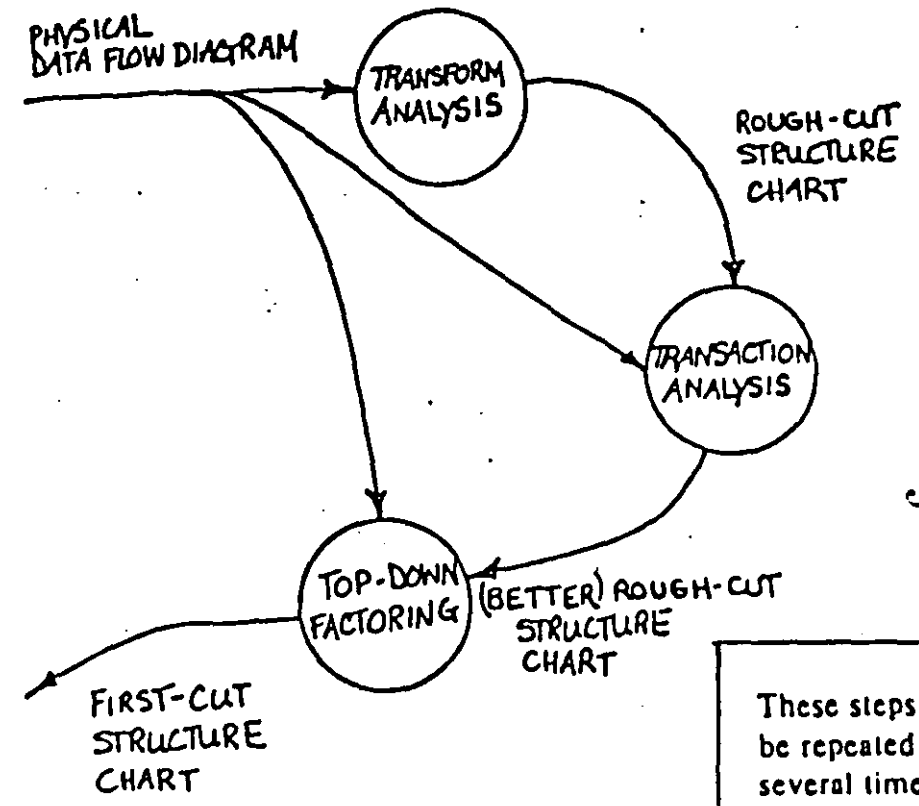 PHYSICAL
DATA FLOW DIAGRAM
TRANSFORM
ANALYSIS
ROUGH-CUT
STRUCTURE
CHART
TRANSACTION
ANALYSIS
TOP-DOWN
FACTORING
(BETTER) ROUGH-CUT
STRUCTURE
CHART
FIRST-CUT
STRUCTURE
CHART
These steps
be repeated
several time